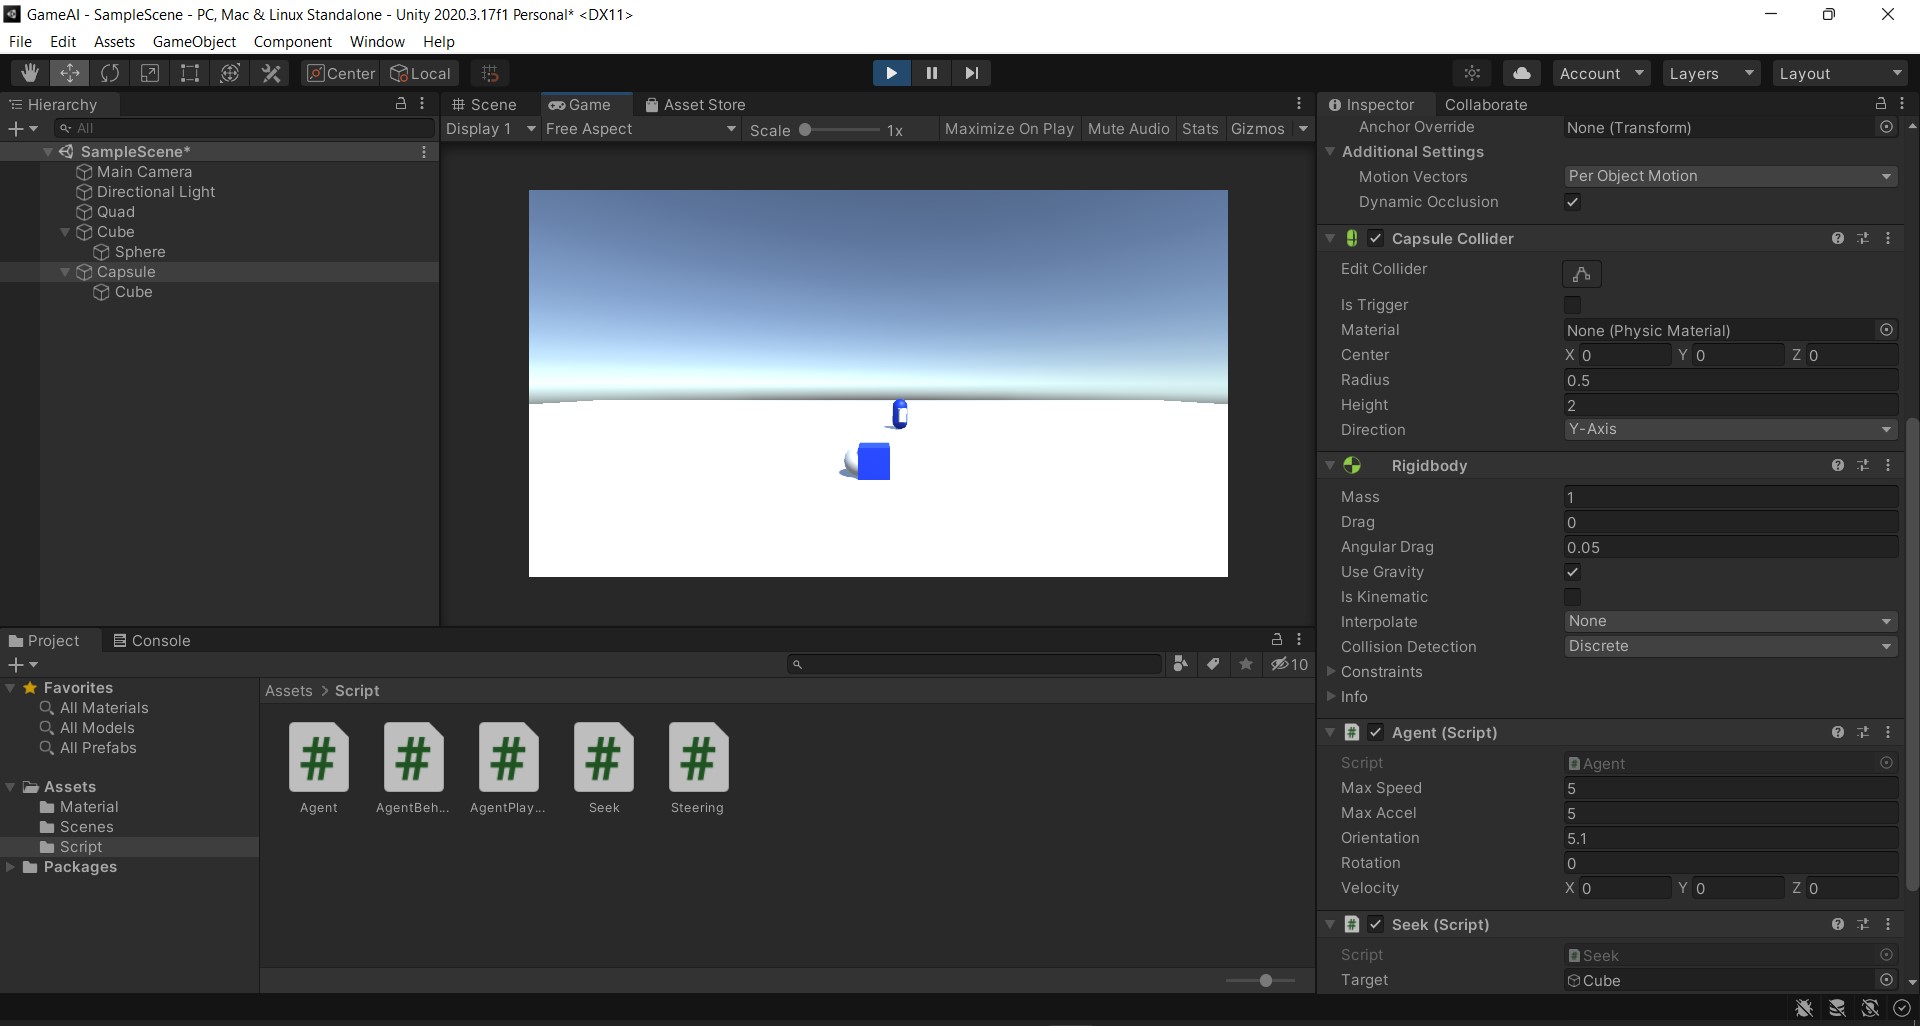 GameAI - SampleScene - PC, Mac & Linux Standalone - Unity 2020.3.17f1 Personal* <DX11>
File Edit Assets GameObject Component Window Help
Center Local Account Layers Layout
Hierarchy
All
SampleScene*
Main Camera
Directional Light
Quad
Cube
Sphere
Capsule
Cube
Scene Game Asset Store
Display 1 Free Aspect Scale 1x Maximize On Play Mute Audio Stats Gizmos
Inspector Collaborate
Anchor Override None (Transform)
Additional Settings
Motion Vectors Per Object Motion
Dynamic Occlusion
Capsule Collider
Edit Collider
Is Trigger
Material None (Physic Material)
Center X 0 Y 0 Z 0
Radius 0.5
Height 2
Direction Y-Axis
Rigidbody
Mass 1
Drag 0
Angular Drag 0.05
Use Gravity
Is Kinematic
Interpolate None
Collision Detection Discrete
Constraints
Info
Agent (Script)
Script Agent
Max Speed 5
Max Accel 5
Orientation 5.1
Rotation 0
Velocity X 0 Y 0 Z 0
Seek (Script)
Script Seek
Target Cube
Project Console
10
Favorites
All Materials
All Models
All Prefabs
Assets
Material
Scenes
Script
Packages
Assets > Script
# # # # #
Agent AgentBeh... AgentPlay... Seek Steering